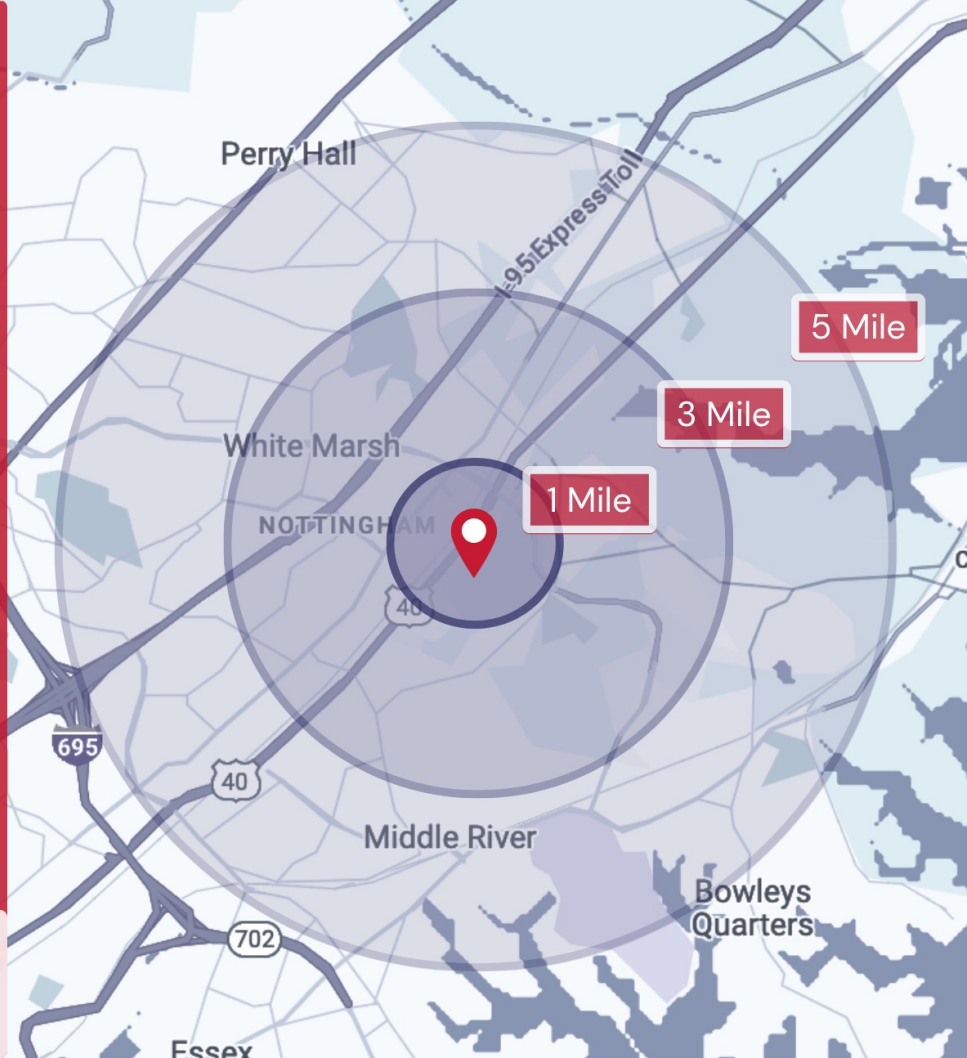 Perry Hall
I-95 Express Toll
5 Mile
3 Mile
White Marsh
1 Mile
NOTTINGHAM
40
695
40
Middle River
Bowleys
Quarters
702
Essex